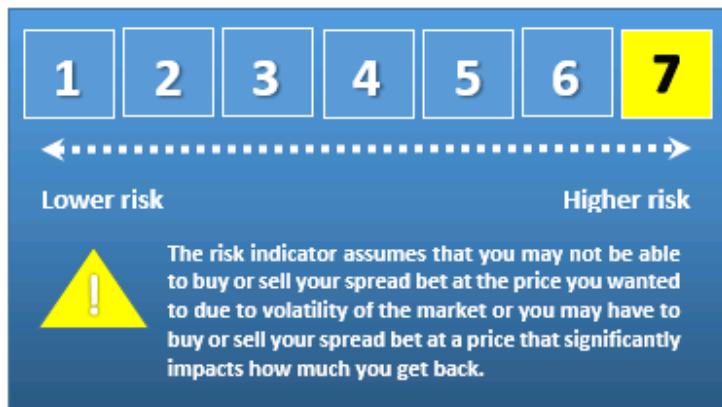 1 2 3 4 5 6 7
Lower risk Higher risk
The risk indicator assumes that you may not be able
to buy or sell your spread bet at the price you wanted
to due to volatility of the market or you may have to
buy or sell your spread bet at a price that significantly
impacts how much you get back.
!